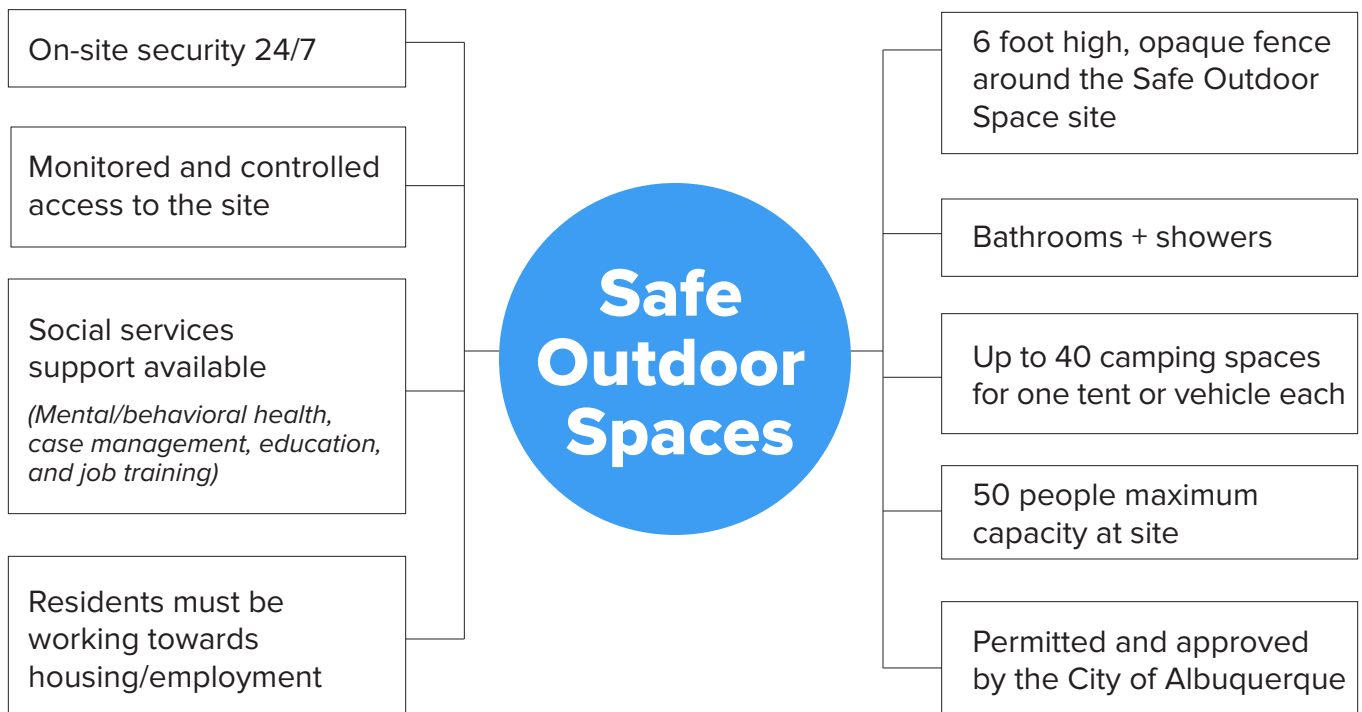 On-site security 24/7
Monitored and controlled
access to the site
Social services
support available
(Mental/behavioral health,
case management, education,
and job training)
Residents must be
working towards
housing/employment
Safe
Outdoor
Spaces
6 foot high, opaque fence
around the Safe Outdoor
Space site
Bathrooms + showers
Up to 40 camping spaces
for one tent or vehicle each
50 people maximum
capacity at site
Permitted and approved
by the City of Albuquerque